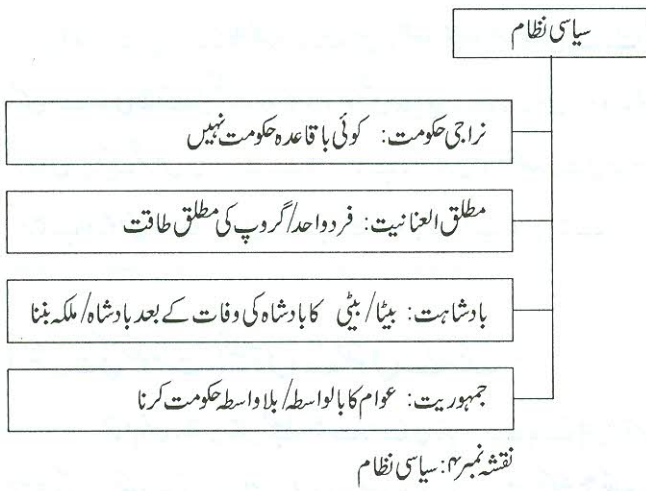 سیاسی نظام
نراجی حکومت: کوئی باقاعدہ حکومت نہیں
مطلق العنانیت: فردِ واحد/گروپ کی مطلق طاقت
بادشاہت: بیٹا/بیٹی کا بادشاہ کی وفات کے بعد بادشاہ/ملکہ بننا
جمہوریت: عوام کا بالواسطہ/بلاواسطہ حکومت کرنا
نقشہ نمبر ۴: سیاسی نظام